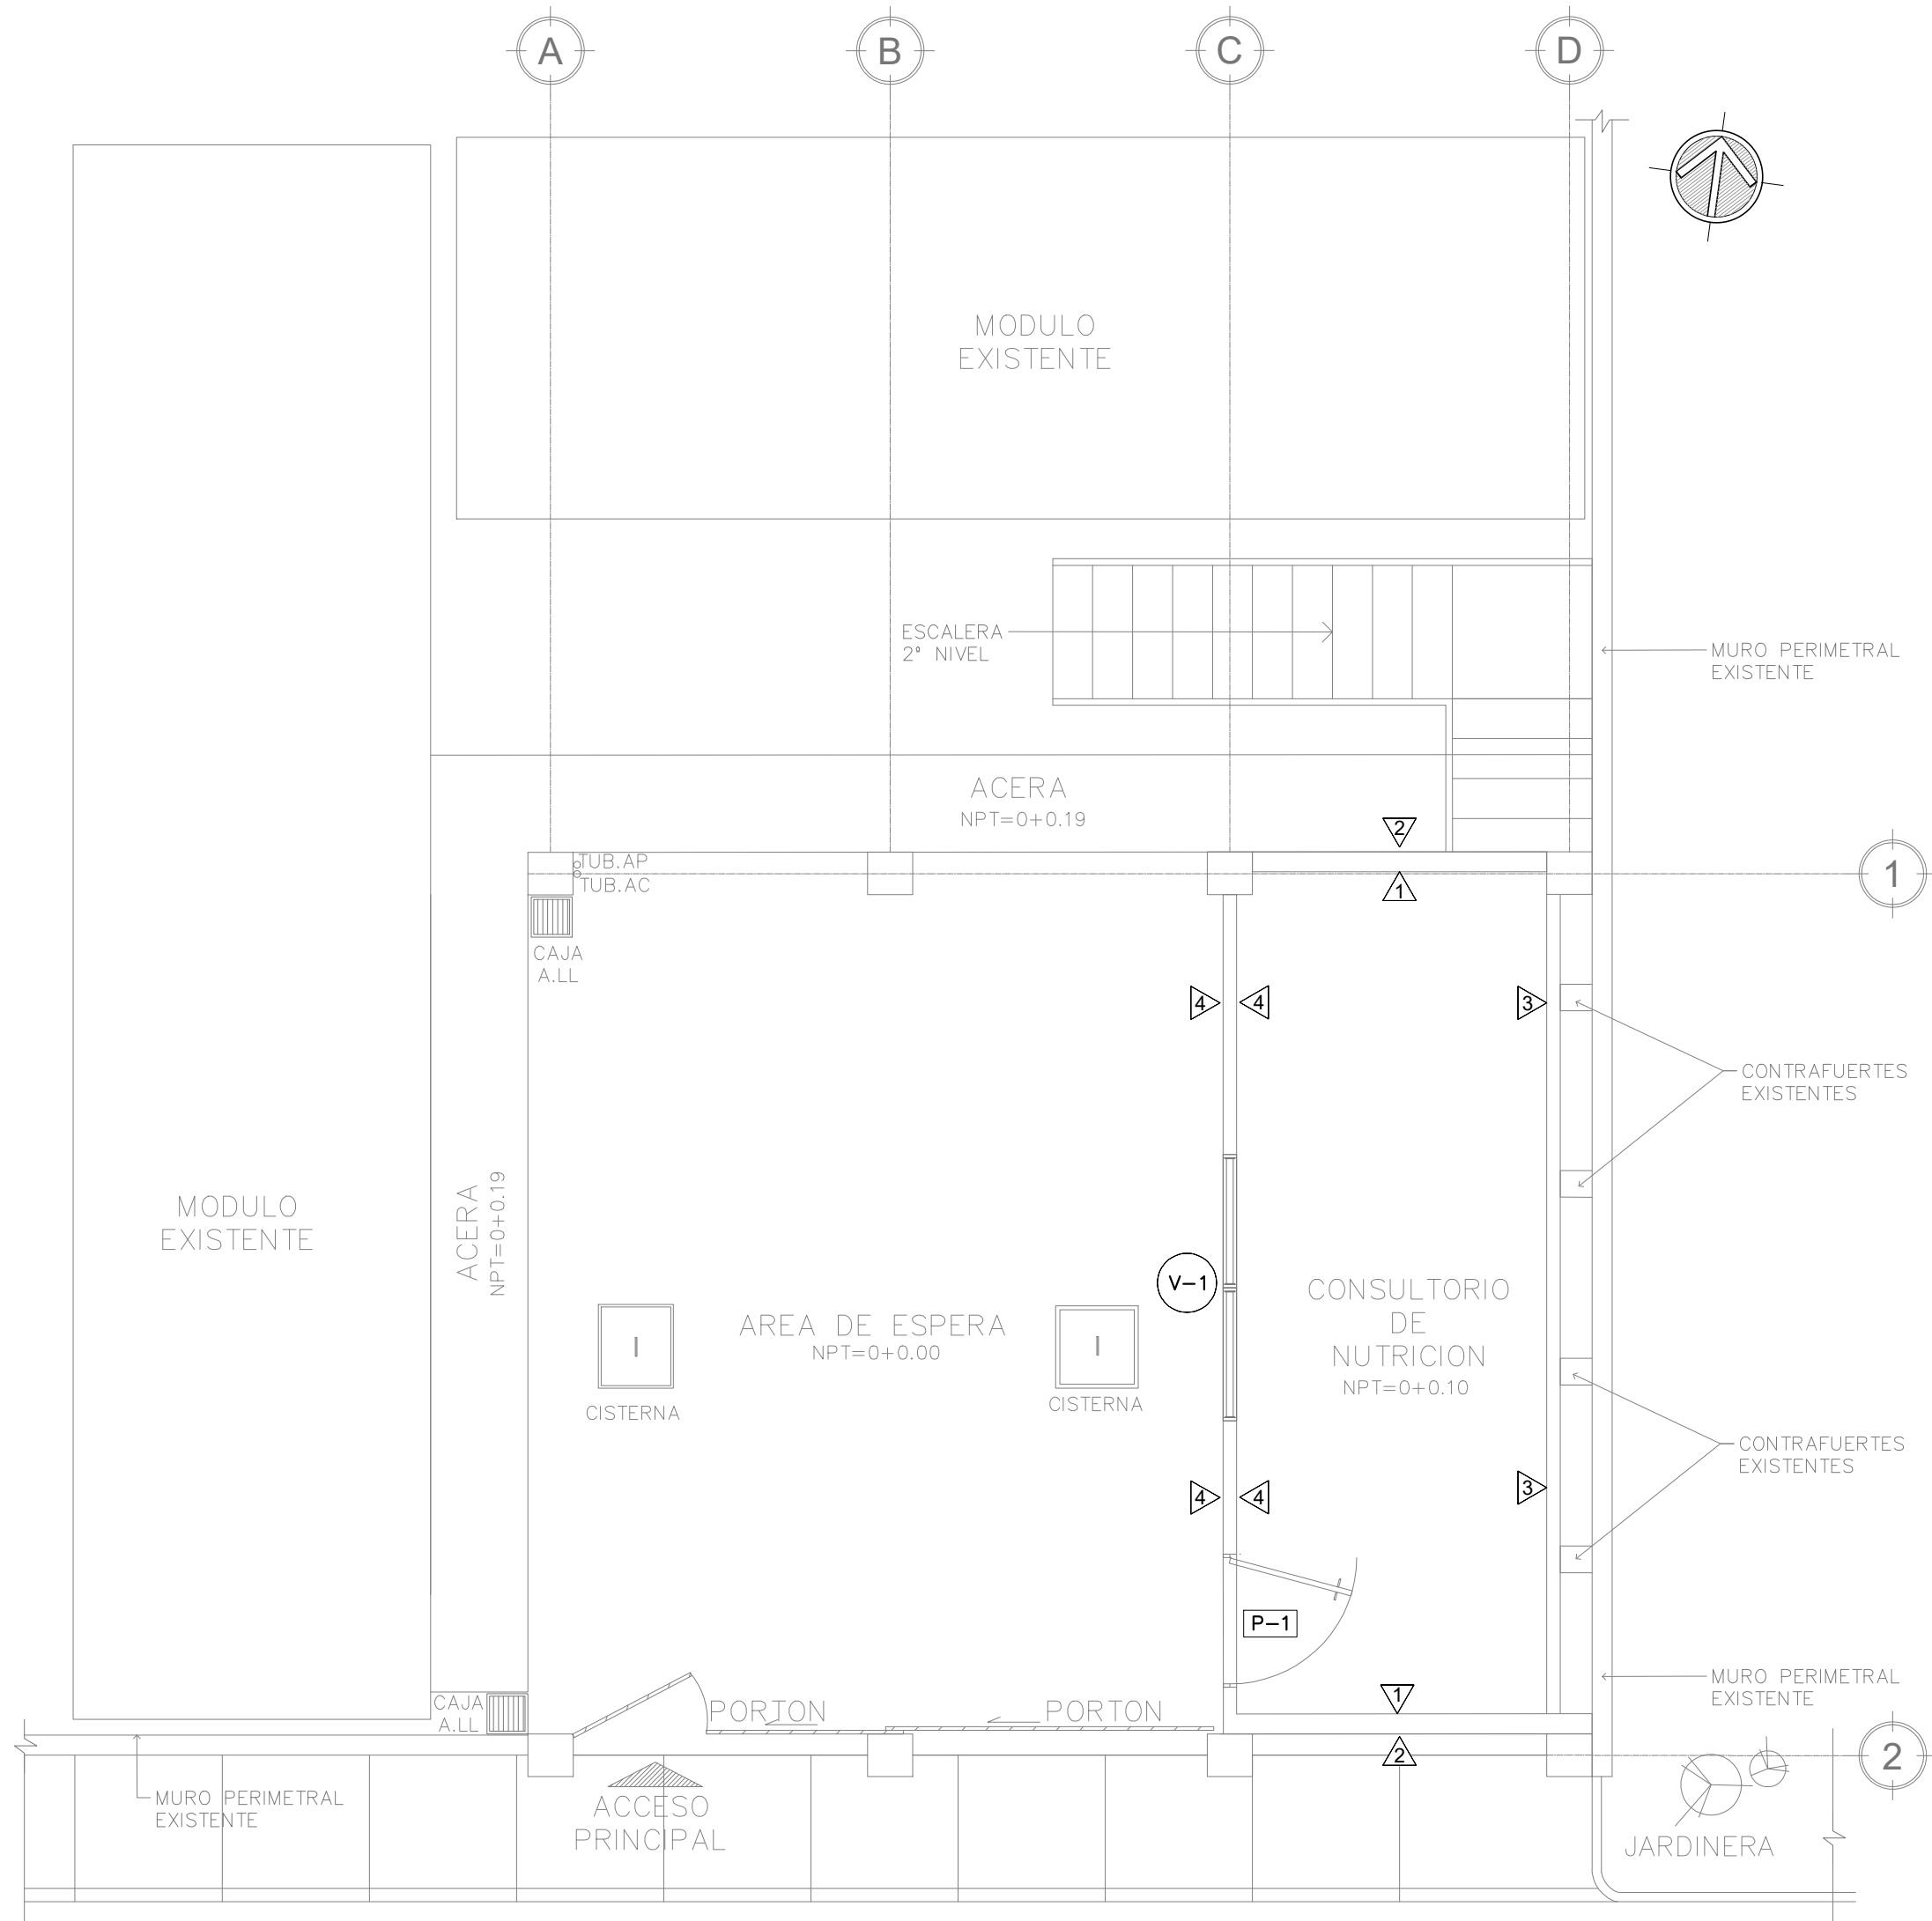 A
B
C
D
MODULO
EXISTENTE
ESCALERA
2° NIVEL
MURO PERIMETRAL
EXISTENTE
ACERA
NPT=0+0.19
2
1
1
TUB.AP
TUB.AC
CAJA
A.LL
4
4
3
CONTRAFUERTES
EXISTENTES
MODULO
EXISTENTE
ACERA
NPT=0+0.19
V-1
CONSULTORIO
DE
NUTRICION
NPT=0+0.10
AREA DE ESPERA
NPT=0+0.00
CISTERNA
CISTERNA
CONTRAFUERTES
EXISTENTES
4
4
3
P-1
MURO PERIMETRAL
EXISTENTE
CAJA
A.LL
PORTON
PORTON
1
2
2
MURO PERIMETRAL
EXISTENTE
ACCESO
PRINCIPAL
JARDINERA